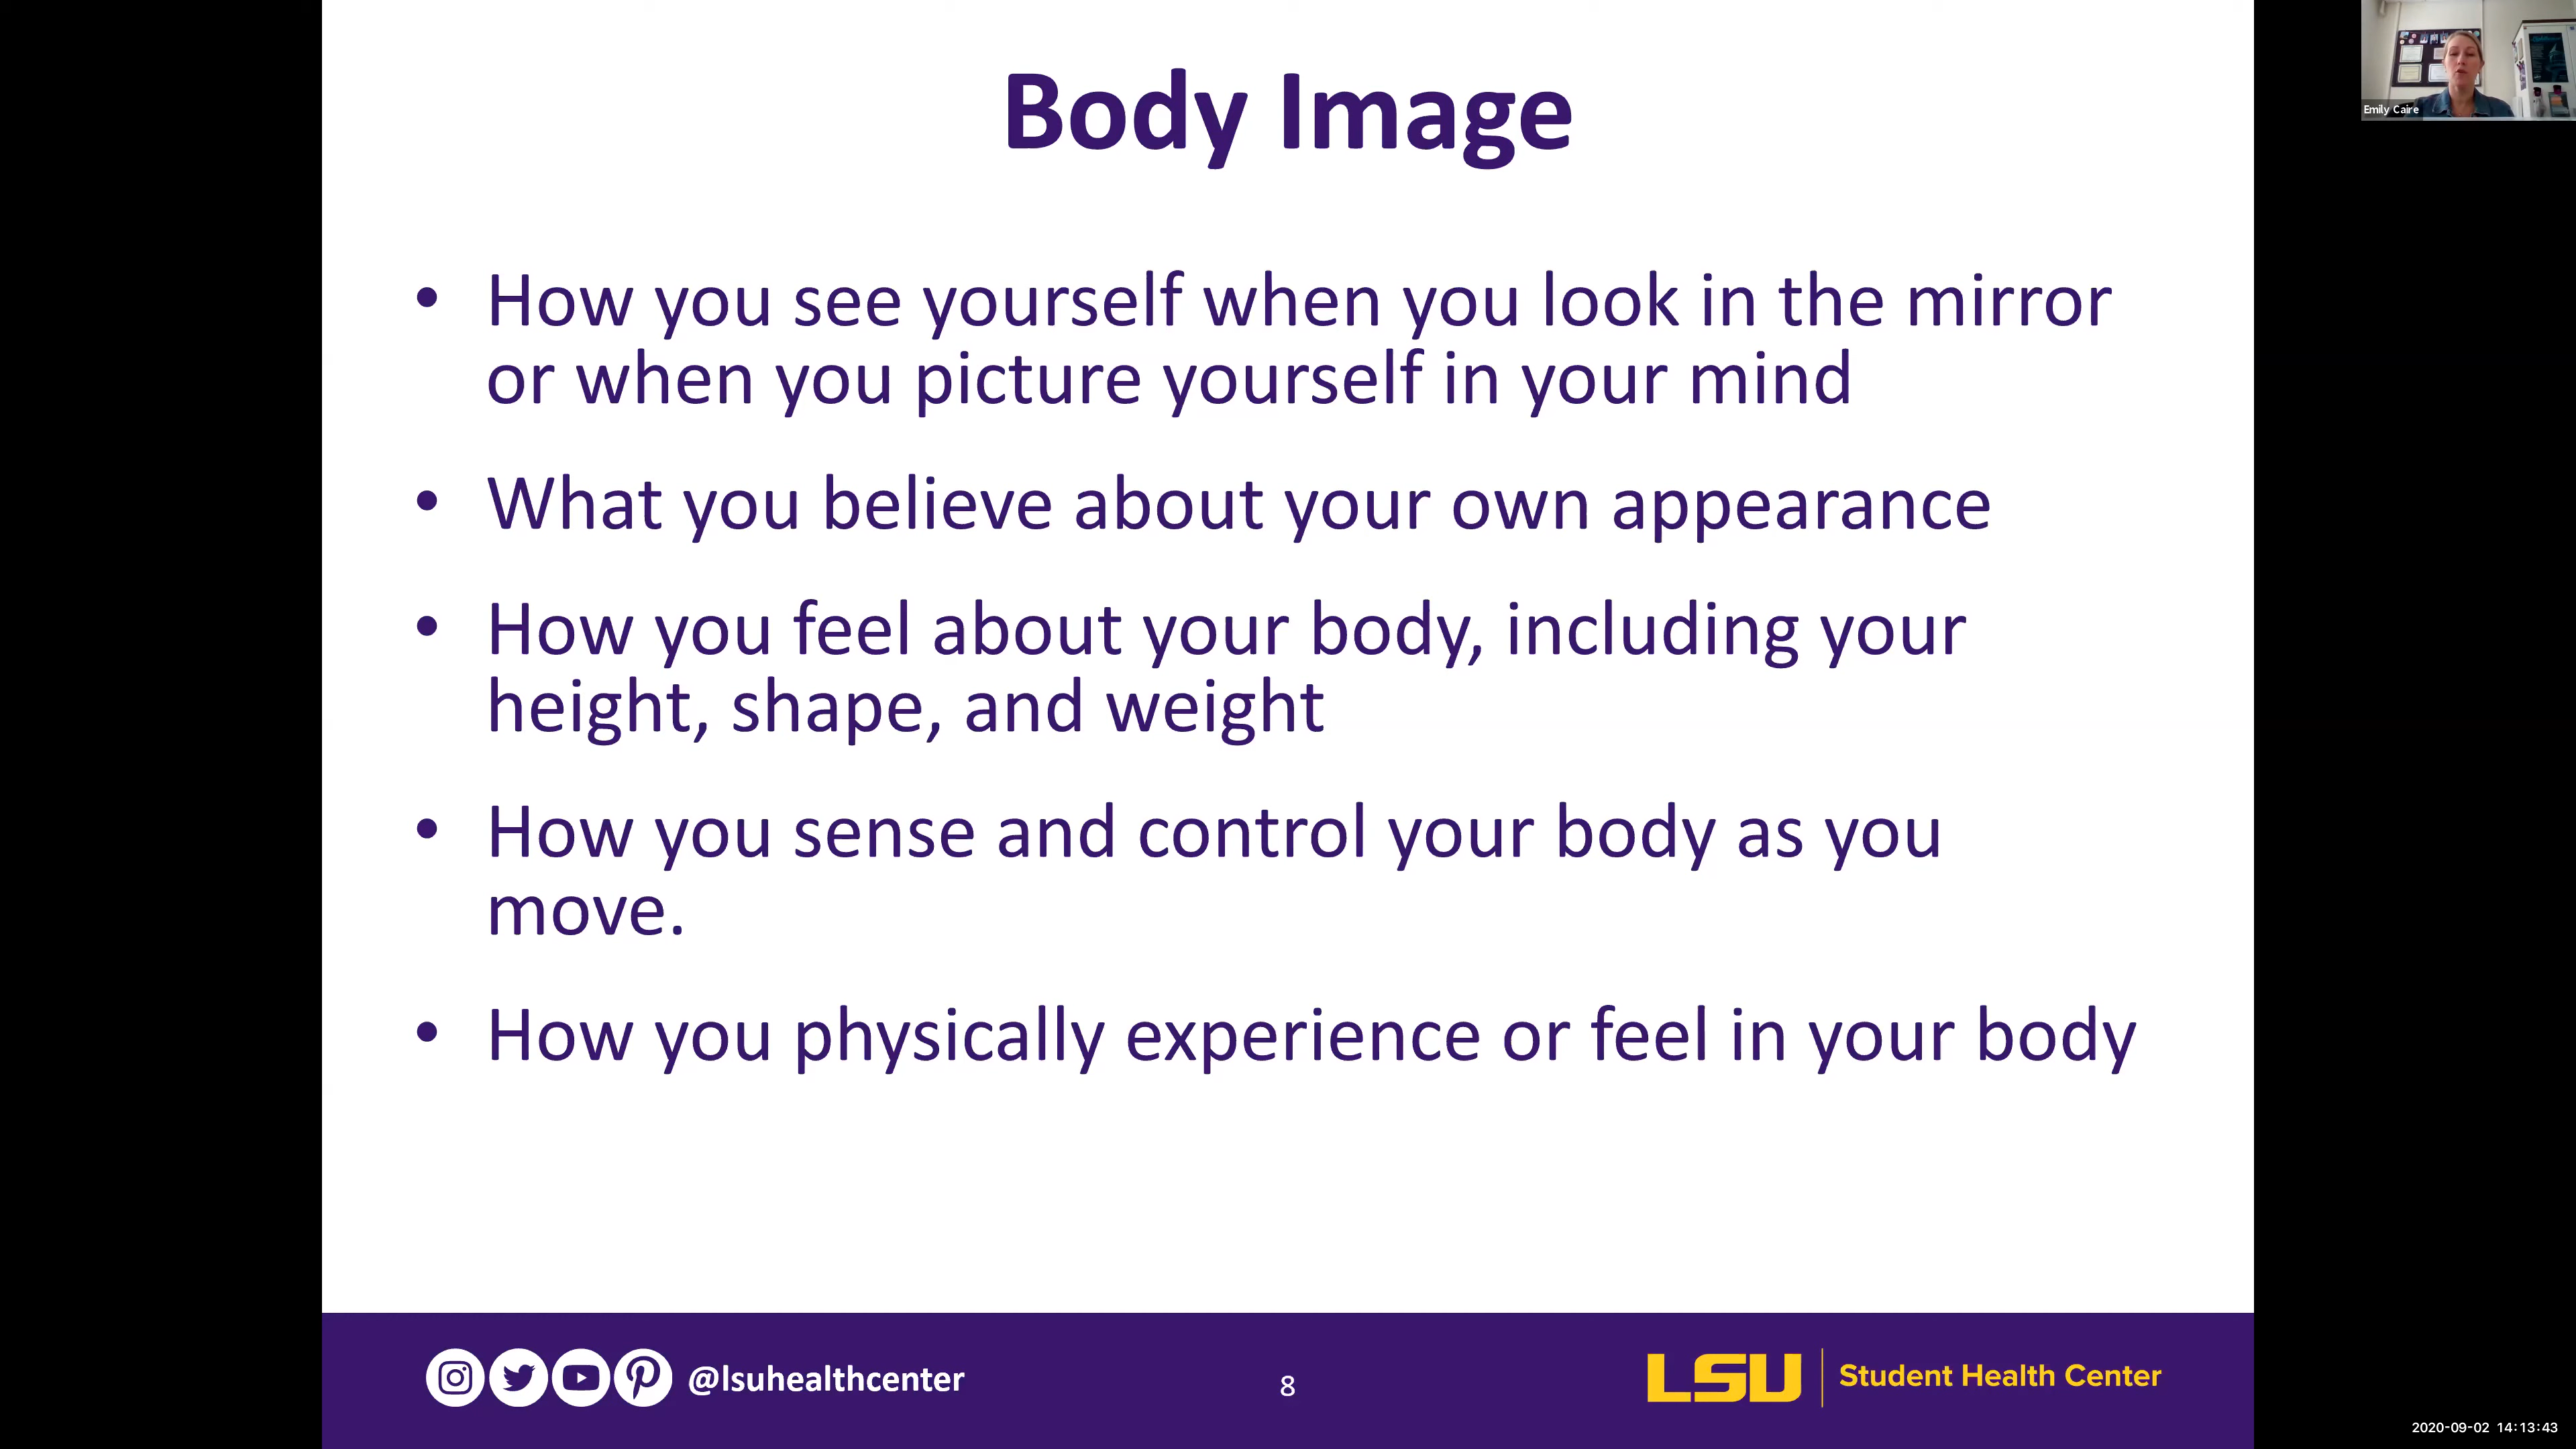 Body Image
Emily Caire
• How you see yourself when you look in the mirror
or when you picture yourself in your mind
• What you believe about your own appearance
• How you feel about your body, including your
height, shape, and weight
• How you sense and control your body as you
move.
• How you physically experience or feel in your body
@lsuhealthcenter
8
LSU Student Health Center
2020-09-02 14:13:43